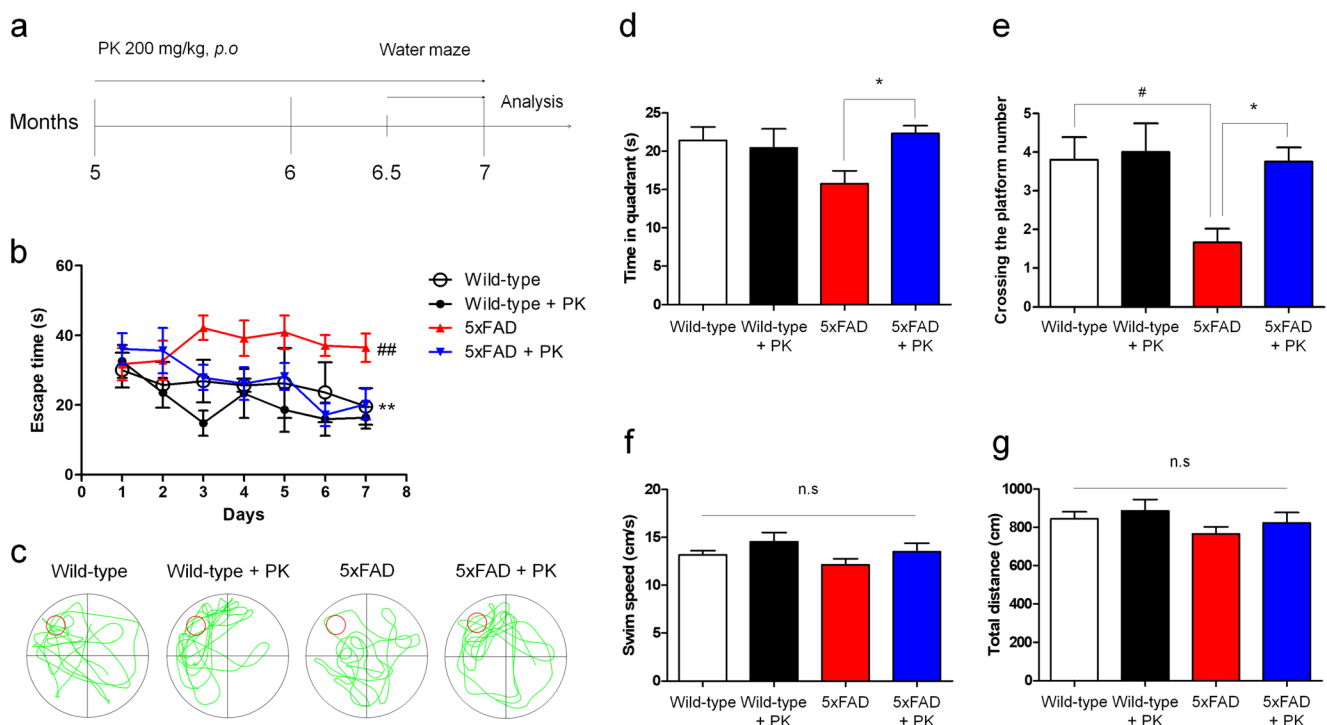 a
PK 200 mg/kg, p.o
Water maze
Analysis
Months
5
6
6.5
7
b
60
40
20
0
Escape time (s)
0 1 2 3 4 5 6 7 8
Days
Wild-type
Wild-type + PK
5xFAD
5xFAD + PK
##
**
c
Wild-type
Wild-type + PK
5xFAD
5xFAD + PK
d
25
20
15
10
5
0
Time in quadrant (s)
*
Wild-type
Wild-type
+ PK
5xFAD
5xFAD
+ PK
e
5
4
3
2
1
0
Crossing the platform number
#
*
Wild-type
Wild-type
+ PK
5xFAD
5xFAD
+ PK
f
20
15
10
5
0
Swim speed (cm/s)
n.s
Wild-type
Wild-type
+ PK
5xFAD
5xFAD
+ PK
g
1000
800
600
400
200
0
Total distance (cm)
n.s
Wild-type
Wild-type
+ PK
5xFAD
5xFAD
+ PK